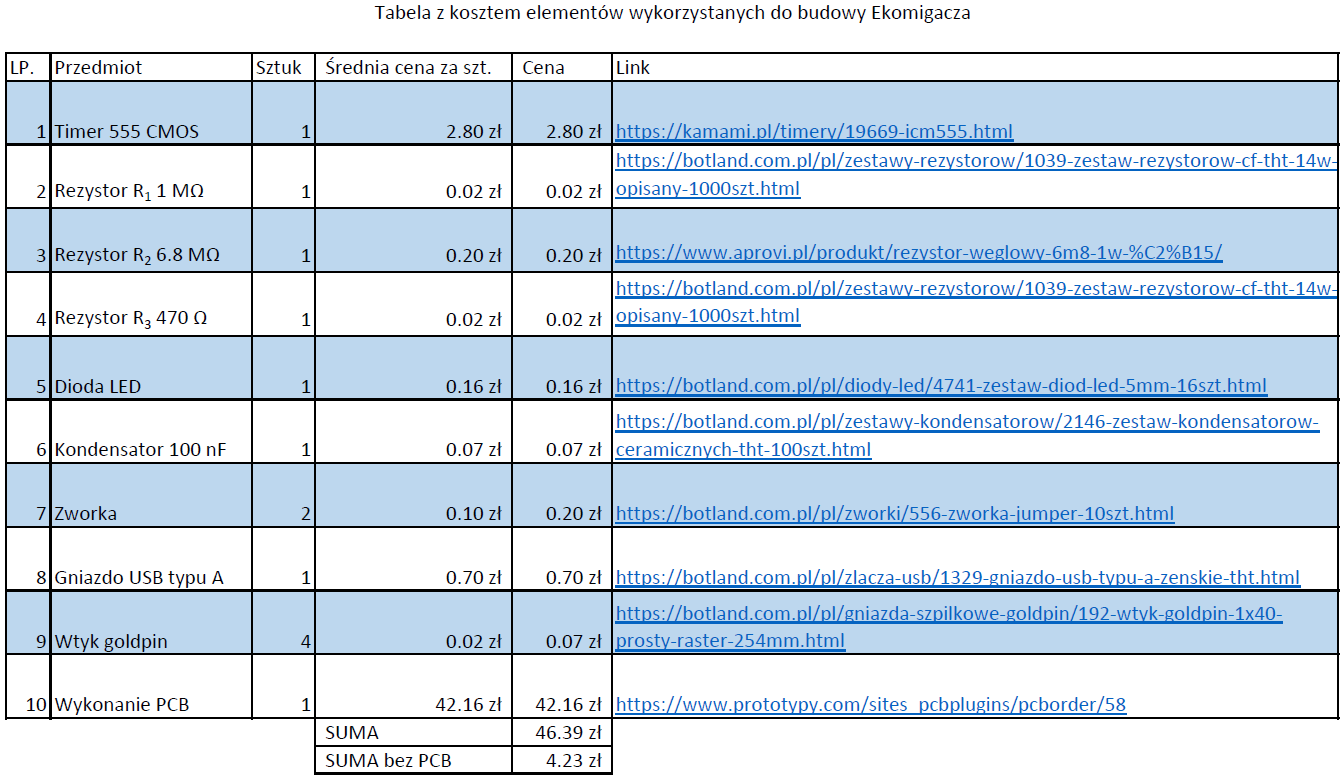 Tabela z kosztem elementów wykorzystanych do budowy Ekomigacza
LP. Przedmiot Sztuk Średnia cena za szt. Cena Link
1 Timer 555 CMOS 1 2.80 zł 2.80 zł https://kamami.pl/timery/19669-icm555.html
2 Rezystor R₁ 1 MΩ 1 0.02 zł 0.02 zł https://botland.com.pl/pl/zestawy-rezystorow/1039-zestaw-rezystorow-cf-tht-14w-
opisany-1000szt.html
3 Rezystor R₂ 6.8 MΩ 1 0.20 zł 0.20 zł https://www.aprovi.pl/produkt/rezystor-weglowy-6m8-1w-%C2%B15/
4 Rezystor R₃ 470 Ω 1 0.02 zł 0.02 zł https://botland.com.pl/pl/zestawy-rezystorow/1039-zestaw-rezystorow-cf-tht-14w-
opisany-1000szt.html
5 Dioda LED 1 0.16 zł 0.16 zł https://botland.com.pl/pl/diody-led/4741-zestaw-diod-led-5mm-16szt.html
6 Kondensator 100 nF 1 0.07 zł 0.07 zł https://botland.com.pl/pl/zestawy-kondensatorow/2146-zestaw-kondensatorow-
ceramicznych-tht-100szt.html
7 Zworka 2 0.10 zł 0.20 zł https://botland.com.pl/pl/zworki/556-zworka-jumper-10szt.html
8 Gniazdo USB typu A 1 0.70 zł 0.70 zł https://botland.com.pl/pl/zlacza-usb/1329-gniazdo-usb-typu-a-zenskie-tht.html
9 Wtyk goldpin 4 0.02 zł 0.07 zł https://botland.com.pl/pl/gniazda-szpilkowe-goldpin/192-wtyk-goldpin-1x40-
prosty-raster-254mm.html
10 Wykonanie PCB 1 42.16 zł 42.16 zł https://www.prototypy.com/sites_pcbplugins/pcborder/58
SUMA 46.39 zł
SUMA bez PCB 4.23 zł